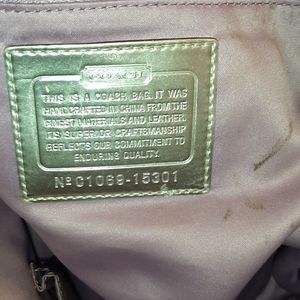 COACH
THIS IS A COACH BAG. IT WAS
HANDCRAFTED IN CHINA FROM THE
FINEST MATERIALS AND LEATHER.
ITS SUPERIOR CRAFTSMANSHIP
REFLECTS OUR COMMITMENT TO
ENDURING QUALITY.
Nº C1069-15301